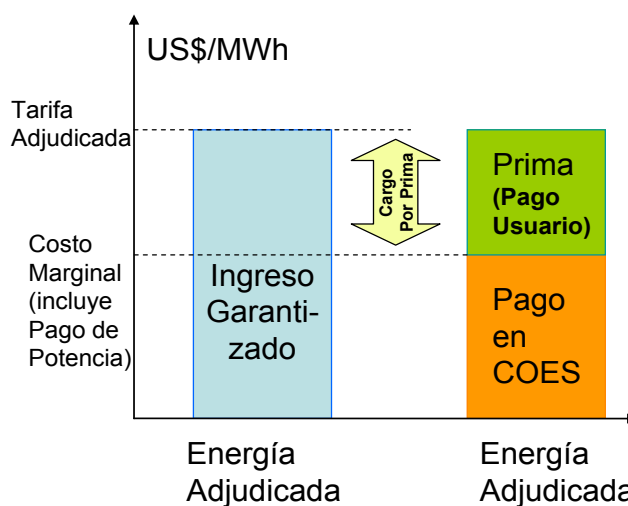 US$/MWh
Tarifa
Adjudicada
Costo
Marginal
(incluye
Pago de
Potencia)
Ingreso
Garanti-
zado
Cargo
Por Prima
Prima
(Pago
Usuario)
Pago
en
COES
Energía
Adjudicada
Energía
Adjudicada